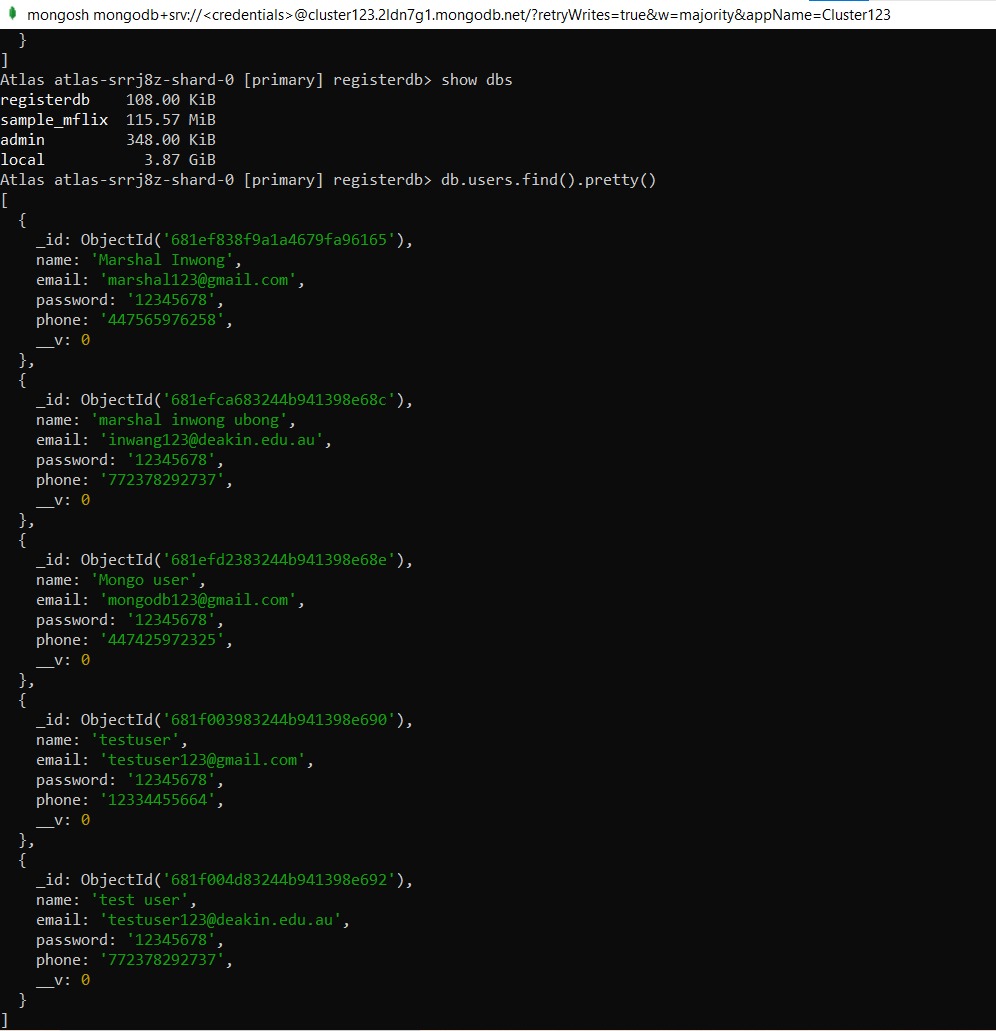 mongosh mongodb+srv://<credentials>@cluster123.2ldn7g1.mongodb.net/?retryWrites=true&w=majority&appName=Cluster123
  }
]
Atlas atlas-srrj8z-shard-0 [primary] registerdb> show dbs
registerdb    108.00 KiB
sample_mflix  115.57 MiB
admin         348.00 KiB
local           3.87 GiB
Atlas atlas-srrj8z-shard-0 [primary] registerdb> db.users.find().pretty()
[
  {
    _id: ObjectId('681ef838f9a1a4679fa96165'),
    name: 'Marshal Inwong',
    email: 'marshal123@gmail.com',
    password: '12345678',
    phone: '447565976258',
    __v: 0
  },
  {
    _id: ObjectId('681efca683244b941398e68c'),
    name: 'marshal inwong ubong',
    email: 'inwang123@deakin.edu.au',
    password: '12345678',
    phone: '772378292737',
    __v: 0
  },
  {
    _id: ObjectId('681efd2383244b941398e68e'),
    name: 'Mongo user',
    email: 'mongodb123@gmail.com',
    password: '12345678',
    phone: '447425972325',
    __v: 0
  },
  {
    _id: ObjectId('681f003983244b941398e690'),
    name: 'testuser',
    email: 'testuser123@gmail.com',
    password: '12345678',
    phone: '12334455664',
    __v: 0
  },
  {
    _id: ObjectId('681f004d83244b941398e692'),
    name: 'test user',
    email: 'testuser123@deakin.edu.au',
    password: '12345678',
    phone: '772378292737',
    __v: 0
  }
]